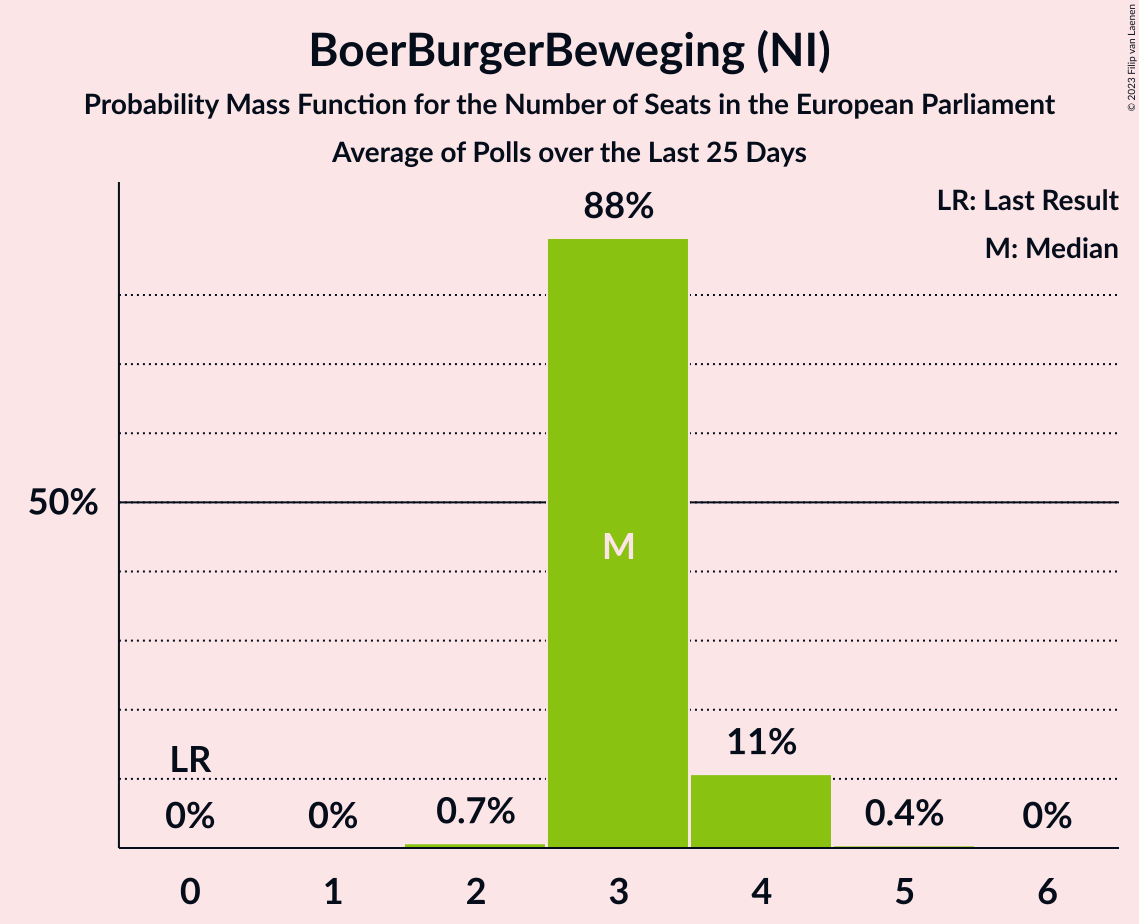 BoerBurgerBeweging (NI)
Probability Mass Function for the Number of Seats in the European Parliament
Average of Polls over the Last 25 Days
© 2023 Filip van Laenen
LR: Last Result
M: Median
88%
50%
M
LR
11%
0%
0%
0.7%
0.4%
0%
0
1
2
3
4
5
6